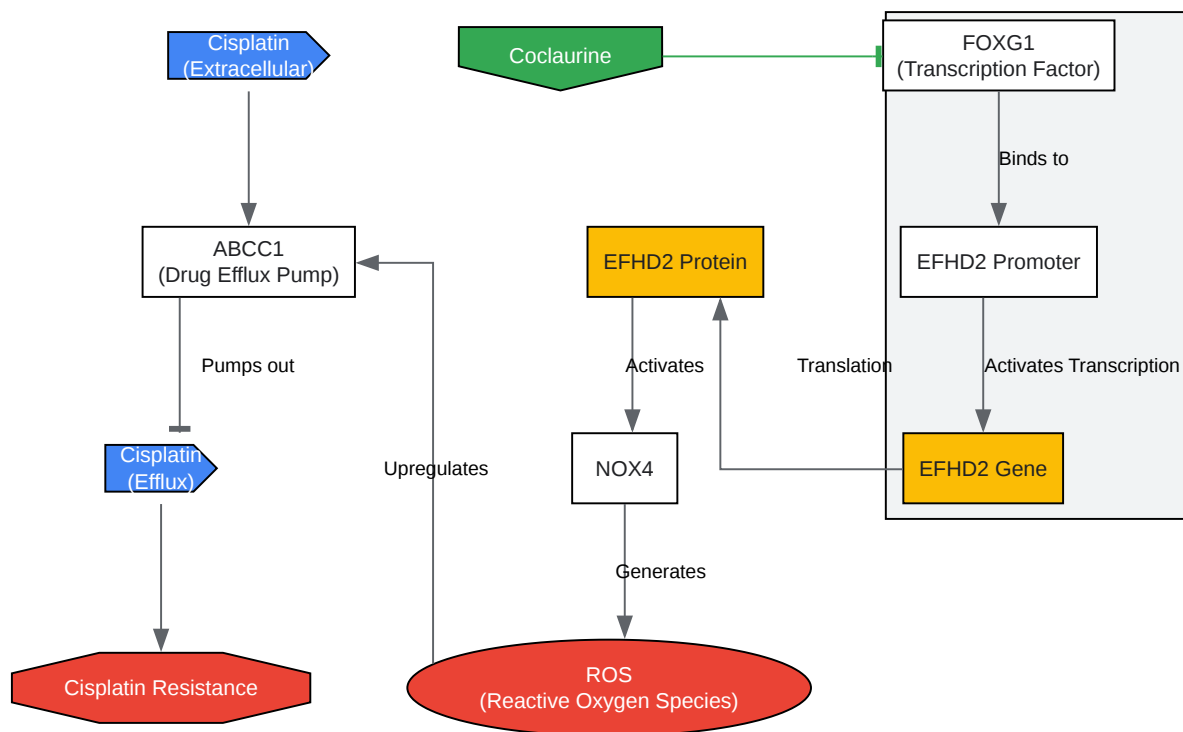 Cisplatin
(Extracellular)
Coclaurine
FOXG1
(Transcription Factor)
Binds to
ABCC1
(Drug Efflux Pump)
EFHD2 Protein
EFHD2 Promoter
Pumps out
Activates
Translation
Activates Transcription
Cisplatin
(Efflux)
Upregulates
NOX4
EFHD2 Gene
Generates
Cisplatin Resistance
ROS
(Reactive Oxygen Species)